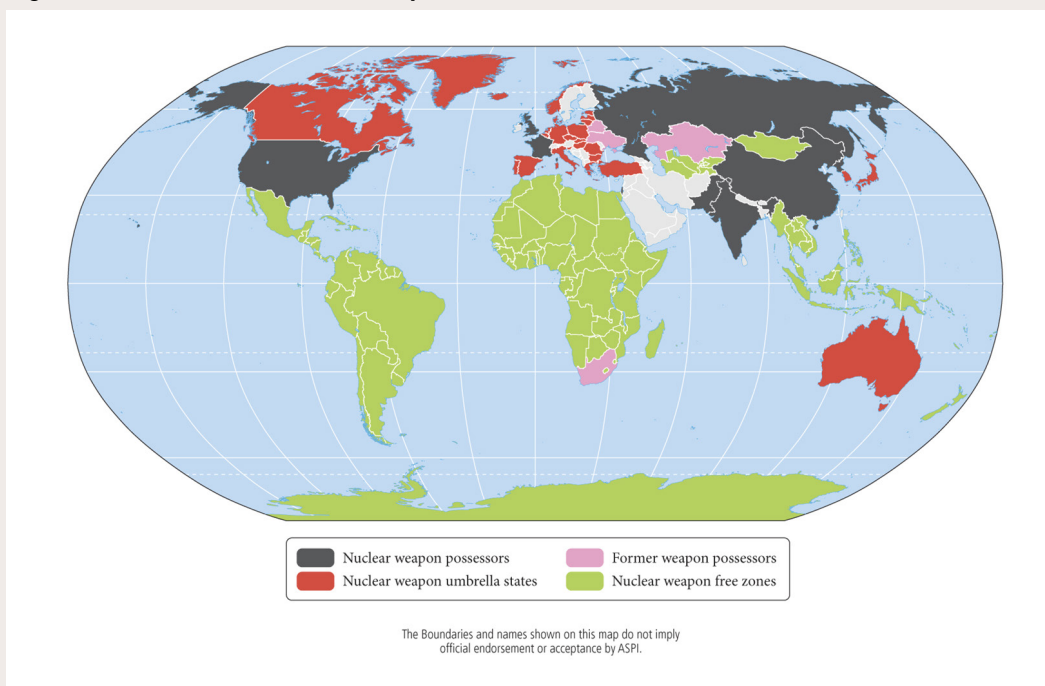 Nuclear weapon possessors
Nuclear weapon umbrella states
Former weapon possessors
Nuclear weapon free zones
The Boundaries and names shown on this map do not imply
official endorsement or acceptance by ASPI.